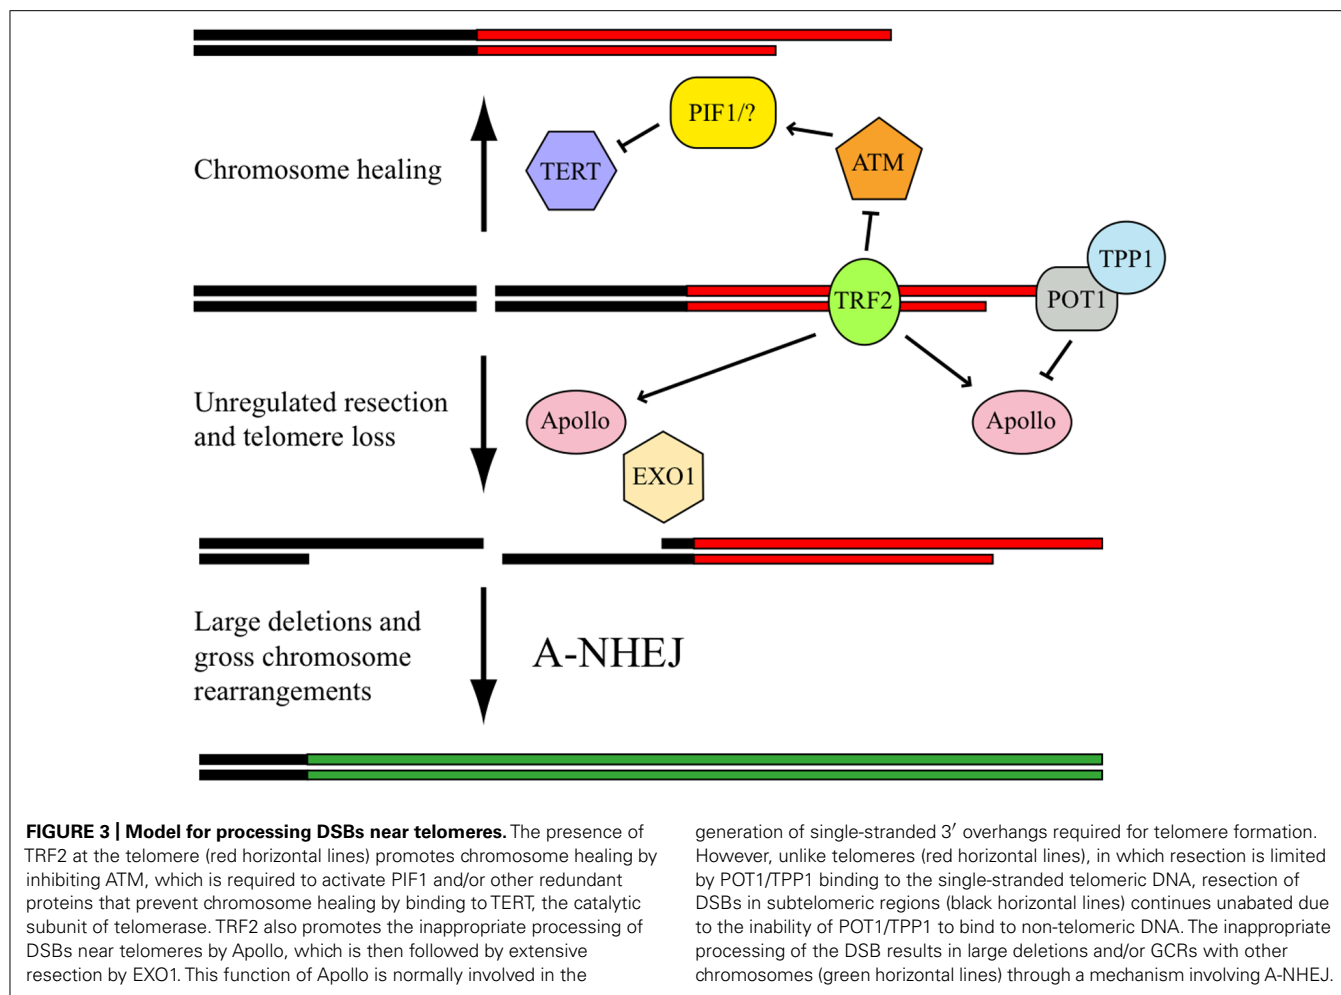 PIF1/?
ATM
TERT
Chromosome healing
TPP1
POT1
TRF2
Unregulated resection
and telomere loss
Apollo
Apollo
EXO1
Large deletions and
gross chromosome
rearrangements
A-NHEJ
FIGURE 3 | Model for processing DSBs near telomeres. The presence of
TRF2 at the telomere (red horizontal lines) promotes chromosome healing by
inhibiting ATM, which is required to activate PIF1 and/or other redundant
proteins that prevent chromosome healing by binding to TERT, the catalytic
subunit of telomerase. TRF2 also promotes the inappropriate processing of
DSBs near telomeres by Apollo, which is then followed by extensive
resection by EXO1. This function of Apollo is normally involved in the
generation of single-stranded 3′ overhangs required for telomere formation.
However, unlike telomeres (red horizontal lines), in which resection is limited
by POT1/TPP1 binding to the single-stranded telomeric DNA, resection of
DSBs in subtelomeric regions (black horizontal lines) continues unabated due
to the inability of POT1/TPP1 to bind to non-telomeric DNA. The inappropriate
processing of the DSB results in large deletions and/or GCRs with other
chromosomes (green horizontal lines) through a mechanism involving A-NHEJ.